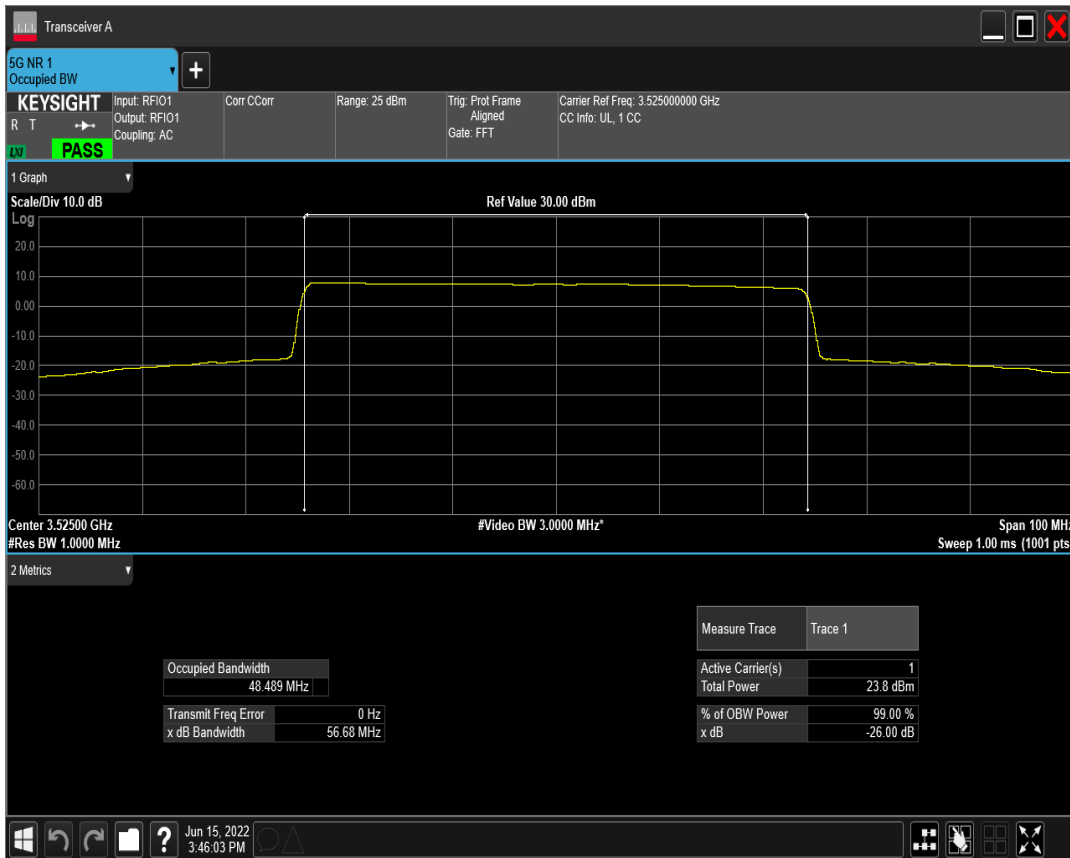 Transceiver A
5G NR 1
Occupied BW
+
KEYSIGHT
R T
LXI
PASS
Input: RFIO1
Output: RFIO1
Coupling: AC
Corr CCorr
Range: 25 dBm
Trig: Prot Frame
Aligned
Gate: FFT
Carrier Ref Freq: 3.525000000 GHz
CC Info: UL, 1 CC
1 Graph
Scale/Div 10.0 dB
Ref Value 30.00 dBm
Log
20.0
10.0
0.00
-10.0
-20.0
-30.0
-40.0
-50.0
-60.0
Center 3.52500 GHz
#Video BW 3.0000 MHz*
Span 100 MHz
#Res BW 1.0000 MHz
Sweep 1.00 ms (1001 pts
2 Metrics
Measure Trace Trace 1
Occupied Bandwidth
48.489 MHz
Active Carrier(s) 1
Total Power 23.8 dBm
Transmit Freq Error 0 Hz
x dB Bandwidth 56.68 MHz
% of OBW Power 99.00 %
x dB -26.00 dB
?
Jun 15, 2022
3:46:03 PM